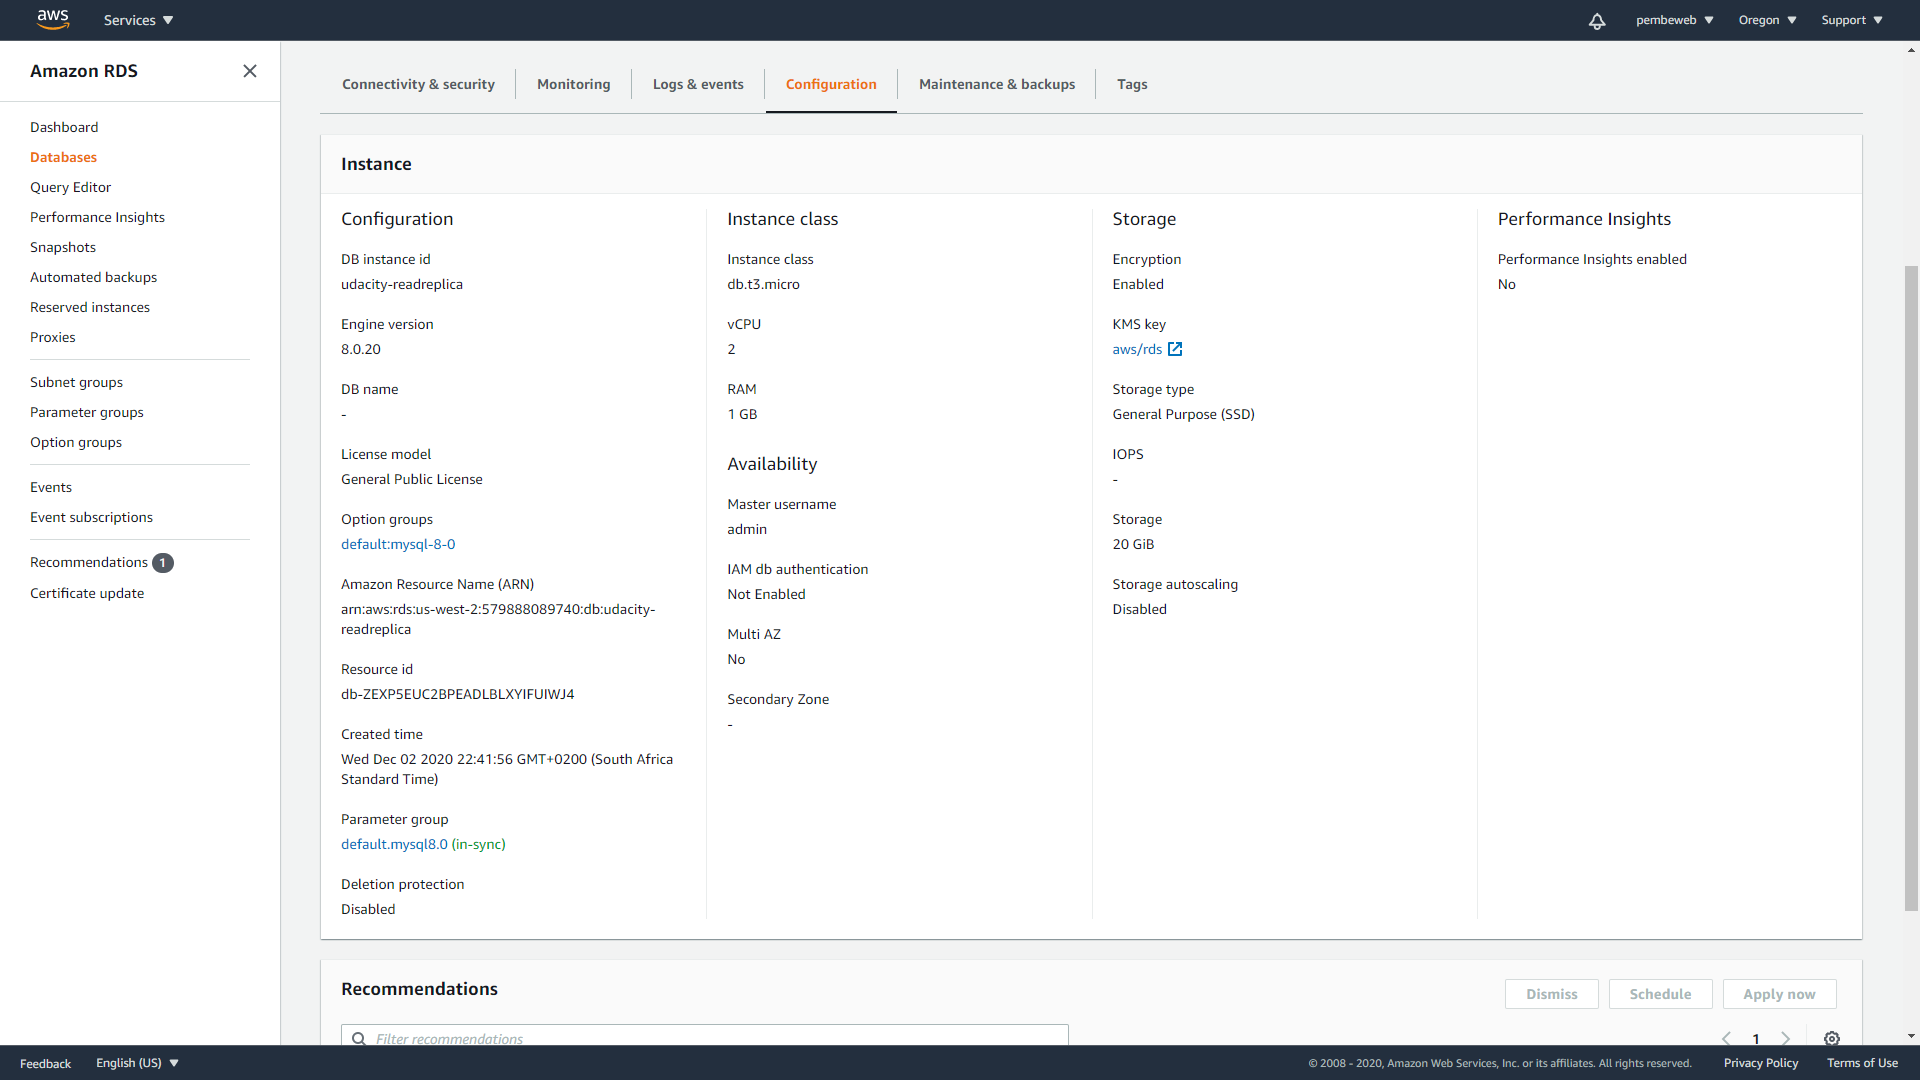 aws
Services
pembeweb
Oregon
Support
Amazon RDS
Dashboard
Databases
Query Editor
Performance Insights
Snapshots
Automated backups
Reserved instances
Proxies
Subnet groups
Parameter groups
Option groups
Events
Event subscriptions
Recommendations 1
Certificate update
Connectivity & security
Monitoring
Logs & events
Configuration
Maintenance & backups
Tags
Instance
Configuration
DB instance id
udacity-readreplica
Engine version
8.0.20
DB name
-
License model
General Public License
Option groups
default:mysql-8-0
Amazon Resource Name (ARN)
arn:aws:rds:us-west-2:579888089740:db:udacity-
readreplica
Resource id
db-ZEXP5EUC2BPEADLBLXYIFUIWJ4
Created time
Wed Dec 02 2020 22:41:56 GMT+0200 (South Africa
Standard Time)
Parameter group
default.mysql8.0 (in-sync)
Deletion protection
Disabled
Instance class
Instance class
db.t3.micro
vCPU
2
RAM
1 GB
Availability
Master username
admin
IAM db authentication
Not Enabled
Multi AZ
No
Secondary Zone
-
Storage
Encryption
Enabled
KMS key
aws/rds
Storage type
General Purpose (SSD)
IOPS
-
Storage
20 GiB
Storage autoscaling
Disabled
Performance Insights
Performance Insights enabled
No
Recommendations
Dismiss
Schedule
Apply now
Filter recommendations
1
Feedback
English (US)
© 2008 - 2020, Amazon Web Services, Inc. or its affiliates. All rights reserved.
Privacy Policy
Terms of Use